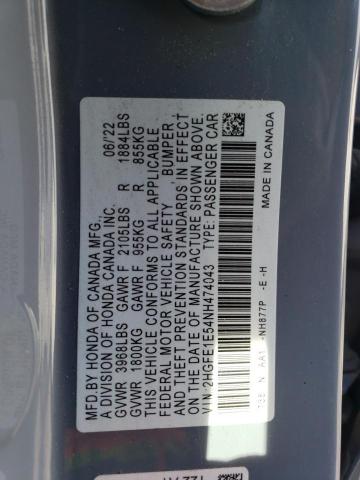 MFD.BY HONDA OF CANADA MFG.
A DIVISION OF HONDA CANADA INC. 06/'22
GVWR 3968LBS GAWR F 2105LBS R 1884LBS
GVWR 1800KG GAWR F 955KG R 855KG
THIS VEHICLE CONFORMS TO ALL APPLICABLE
FEDERAL MOTOR VEHICLE SAFETY BUMPER
AND THEFT PREVENTION STANDARDS IN EFFECT
ON THE DATE OF MANUFACTURE SHOWN ABOVE.
VIN: 2HGFE1E54NH474043 TYPE: PASSENGER CAR
T38 N AA1 -NH877P -E -H
MADE IN CANADA